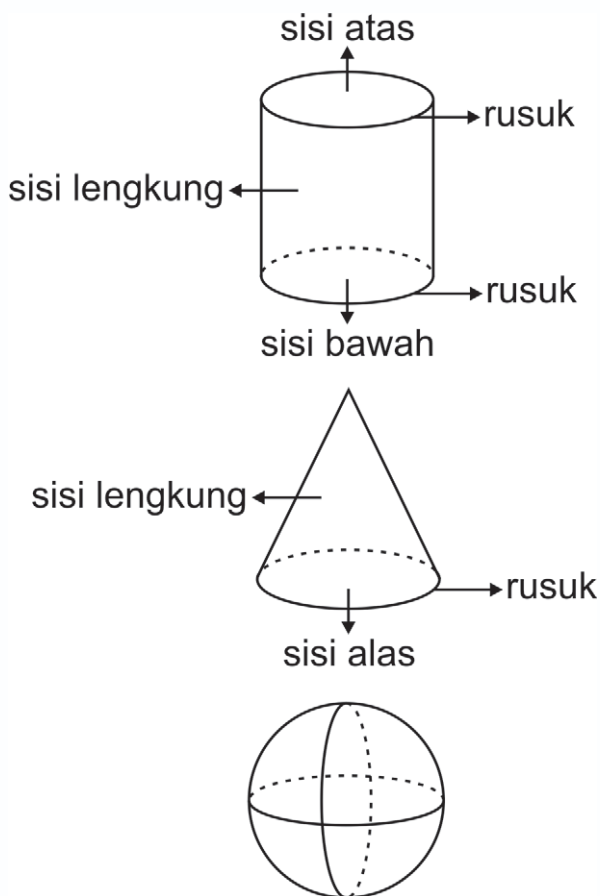 sisi atas
rusuk
sisi lengkung
rusuk
sisi bawah
sisi lengkung
rusuk
sisi alas